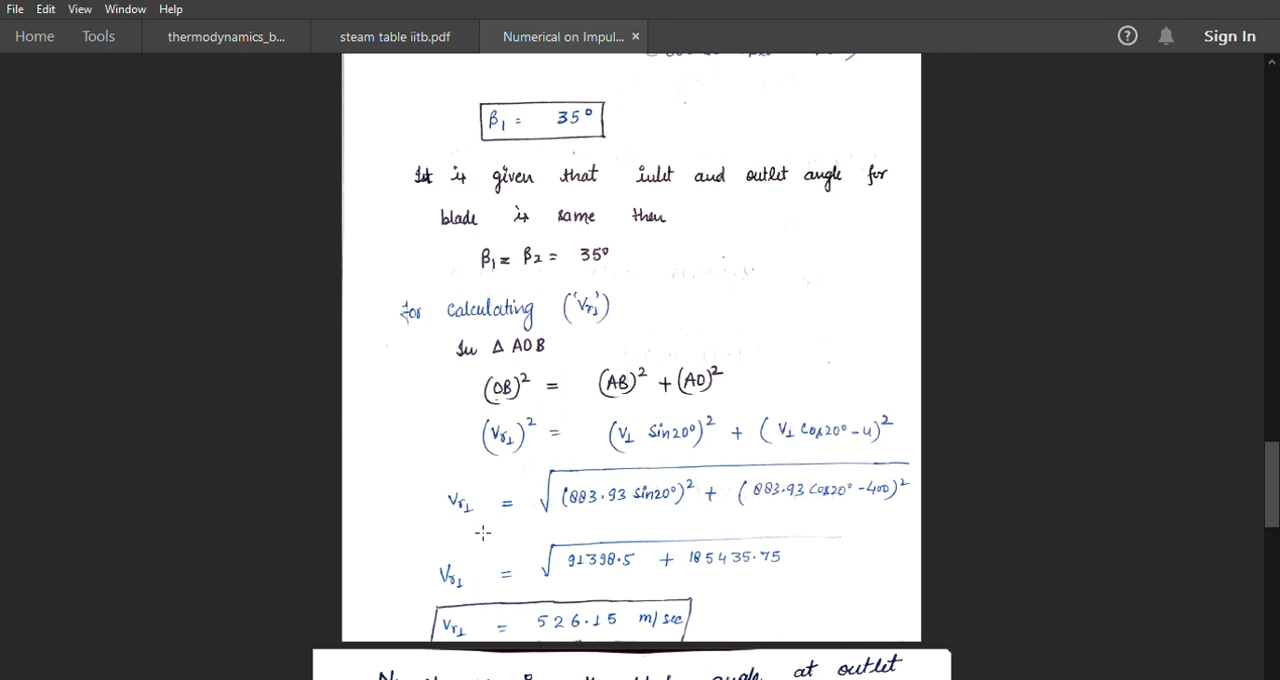 File Edit View Window Help
Home Tools thermodynamics_b... steam table iitb.pdf Numerical on Impul... × ? Sign In
β1 = 35°
It is given that inlet and outlet angle for
blade is same then
β1 = β2 = 35°
for calculating ('Vr1')
In Δ AOB
(OB)² = (AB)² + (AO)²
(Vr1)² = (V1 Sin20°)² + (V1 Cos20° - u)²
Vr1 = √(883.93 Sin20°)² + (883.93 Cos20° - 400)²
Vr1 = √91398.5 + 185435.75
Vr1 = 526.15 m/sec
angle at outlet